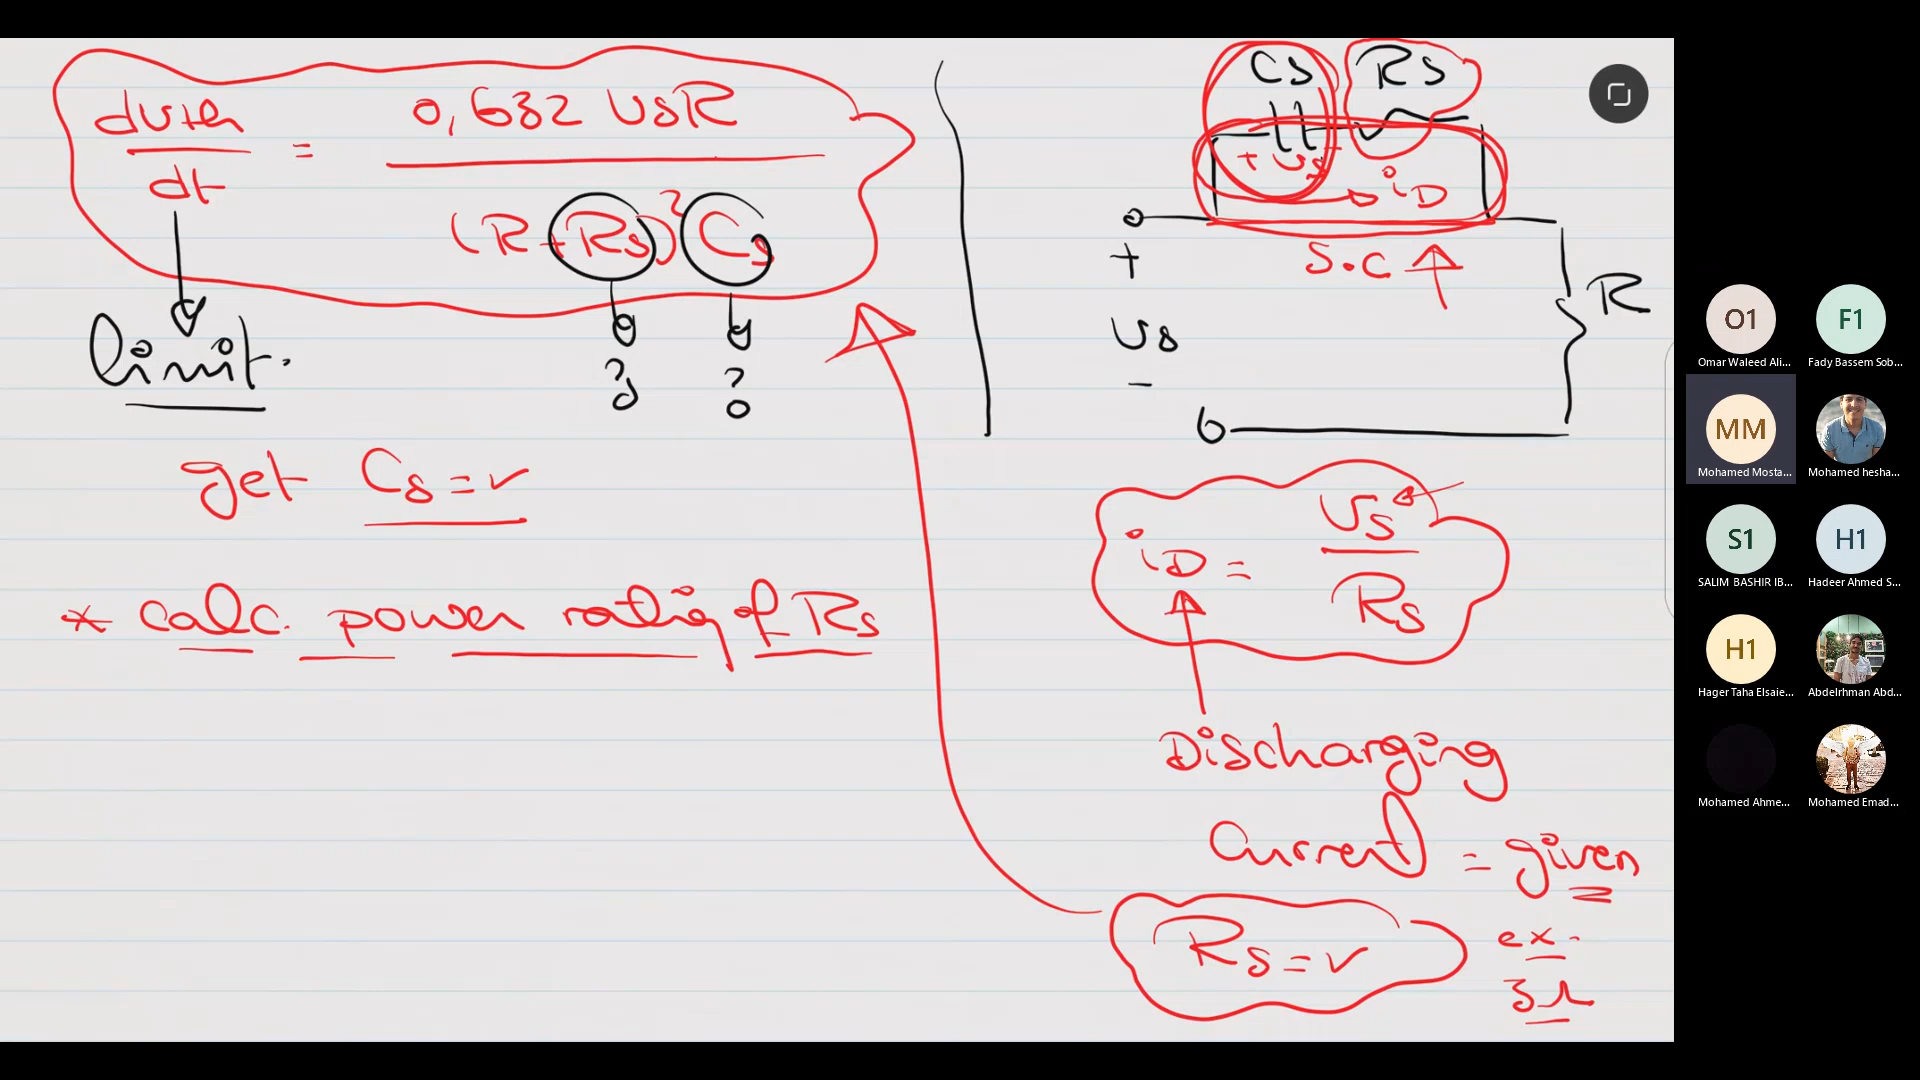 dvth/dt = 0,632 VsR / (R+Rs)² Cs
limit.
?
?
get Cs = ✓
* calc. power rating of Rs
Cs Rs
+ Vs -
iD
S.C
+
Vs
-
R
iD = Vs / Rs
Discharging
Current = given
Rs = ✓
ex.
3Ω
O1
Omar Waleed Ali...
F1
Fady Bassem Sob...
MM
Mohamed Mosta...
Mohamed hesha...
S1
SALIM BASHIR IB...
H1
Hadeer Ahmed S...
H1
Hager Taha Elsaie...
Abdelrhman Abd...
Mohamed Ahme...
Mohamed Emad...